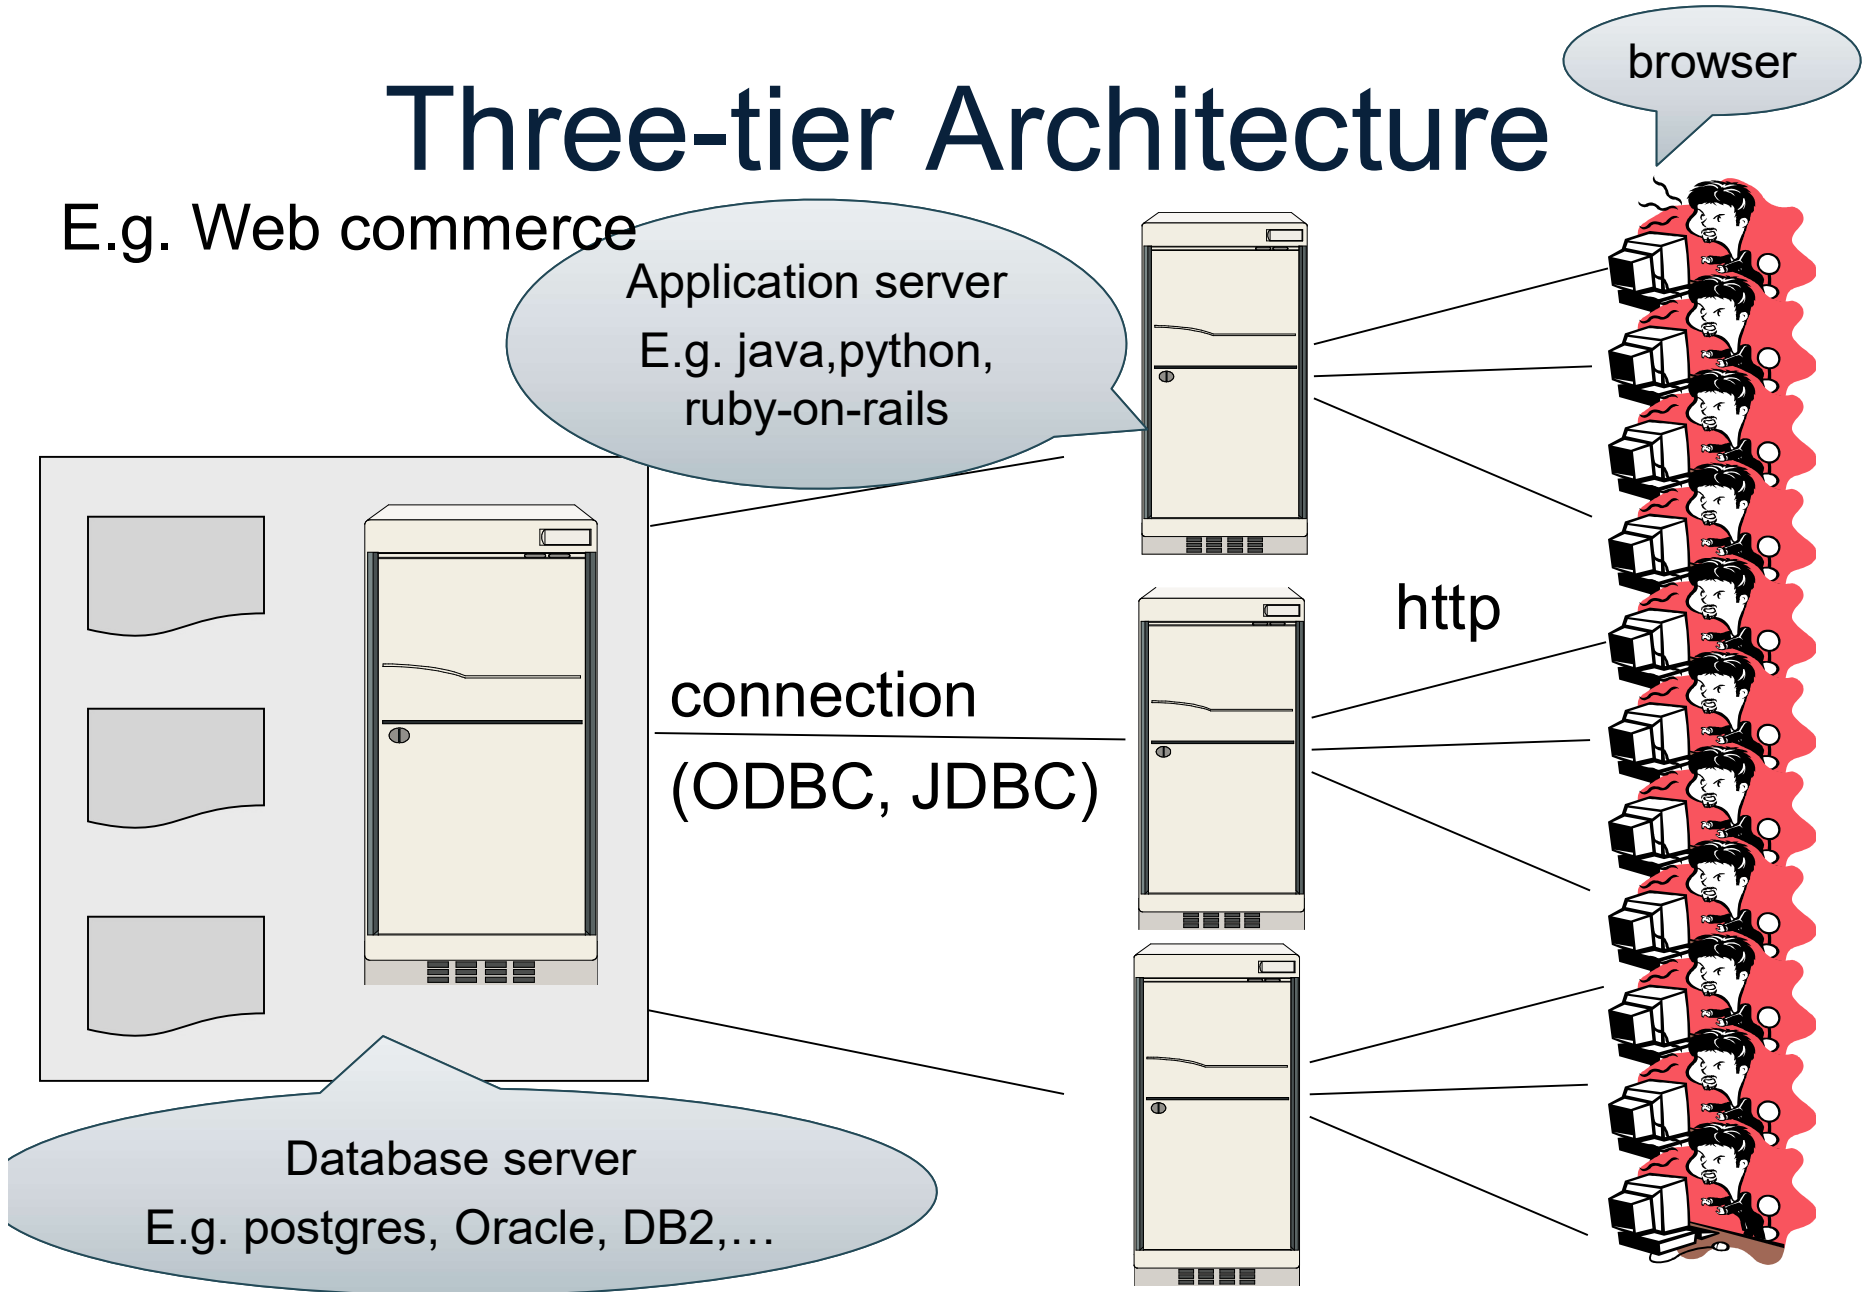 browser
Three-tier Architecture
E.g. Web commerce
Application server
E.g. java,python,
ruby-on-rails
http
connection
(ODBC, JDBC)
Database server
E.g. postgres, Oracle, DB2,…